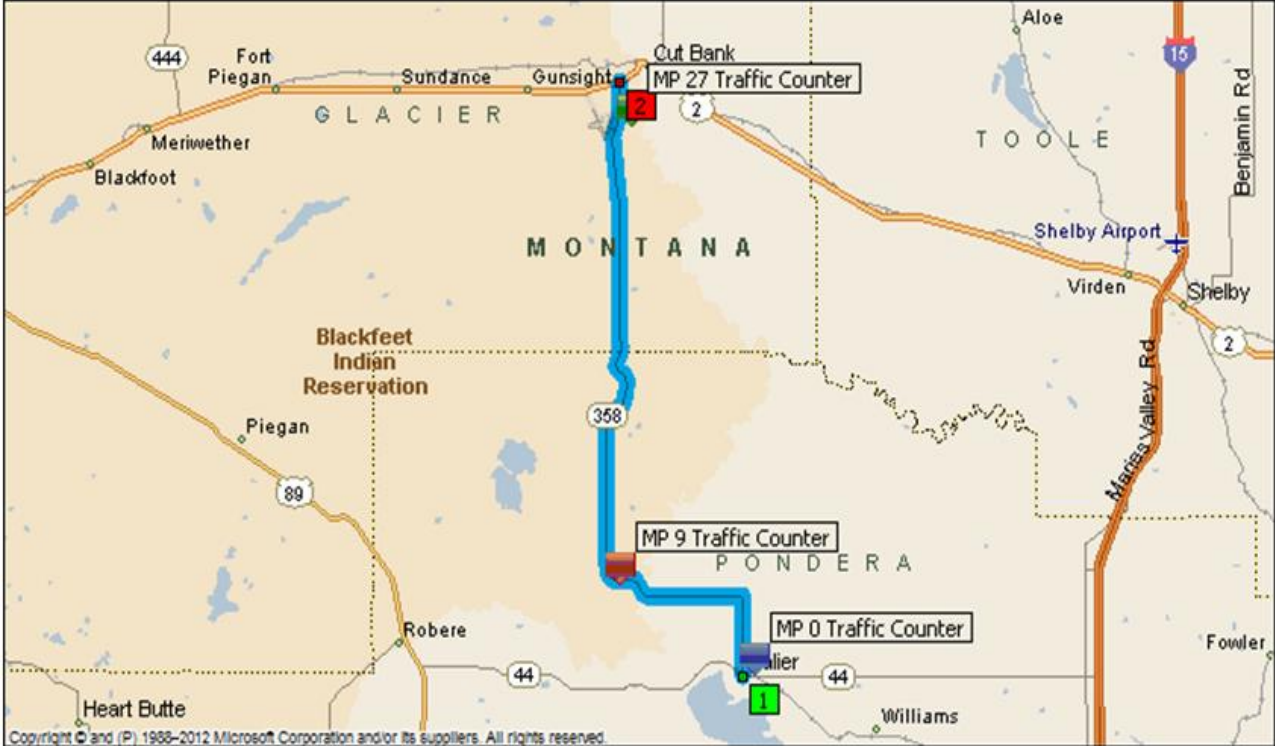 Aloe
Cut Bank
444
Fort
Piegan
Sundance
Gunsight
15
MP 27 Traffic Counter
2
2
GLACIER
TOOLE
Benjamin Rd
Meriwether
Blackfoot
Shelby Airport
MONTANA
Virden
Shelby
2
Blackfeet
Indian
Reservation
Marias Valley Rd
358
Piegan
89
MP 9 Traffic Counter
PONDERA
MP 0 Traffic Counter
Robere
Fowler
lier
44
44
1
Heart Butte
Williams
Copyright © and (P) 1988–2012 Microsoft Corporation and/or its suppliers. All rights reserved.